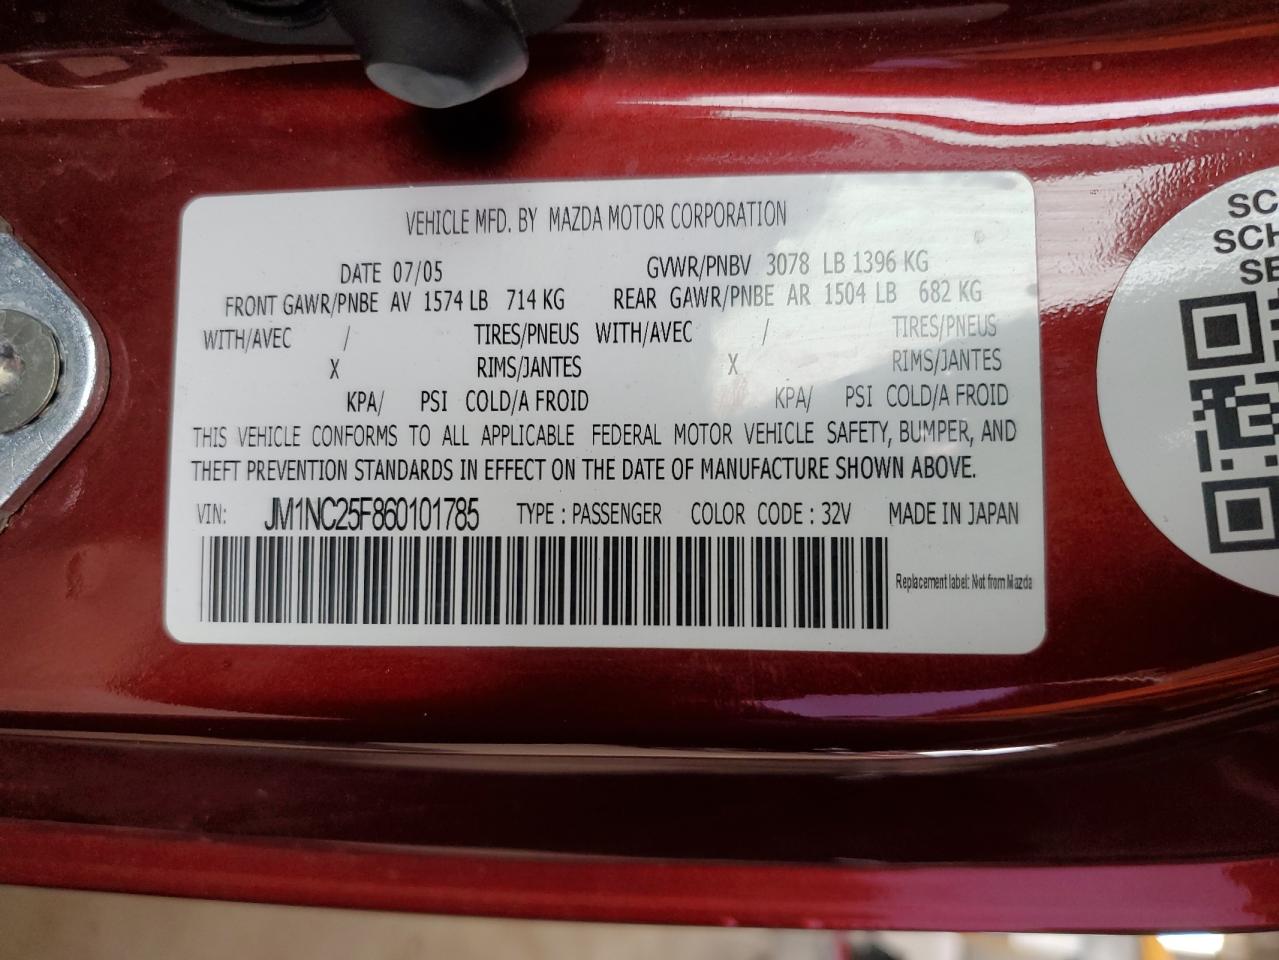 VEHICLE MFD. BY MAZDA MOTOR CORPORATION
DATE 07/05 GVWR/PNBV 3078 LB 1396 KG
FRONT GAWR/PNBE AV 1574 LB 714 KG REAR GAWR/PNBE AR 1504 LB 682 KG
WITH/AVEC / TIRES/PNEUS WITH/AVEC / TIRES/PNEUS
X RIMS/JANTES X RIMS/JANTES
KPA/ PSI COLD/A FROID KPA/ PSI COLD/A FROID
THIS VEHICLE CONFORMS TO ALL APPLICABLE FEDERAL MOTOR VEHICLE SAFETY, BUMPER, AND
THEFT PREVENTION STANDARDS IN EFFECT ON THE DATE OF MANUFACTURE SHOWN ABOVE.
VIN: JM1NC25F860101785 TYPE : PASSENGER COLOR CODE : 32V MADE IN JAPAN
Replacement label: Not from Mazda